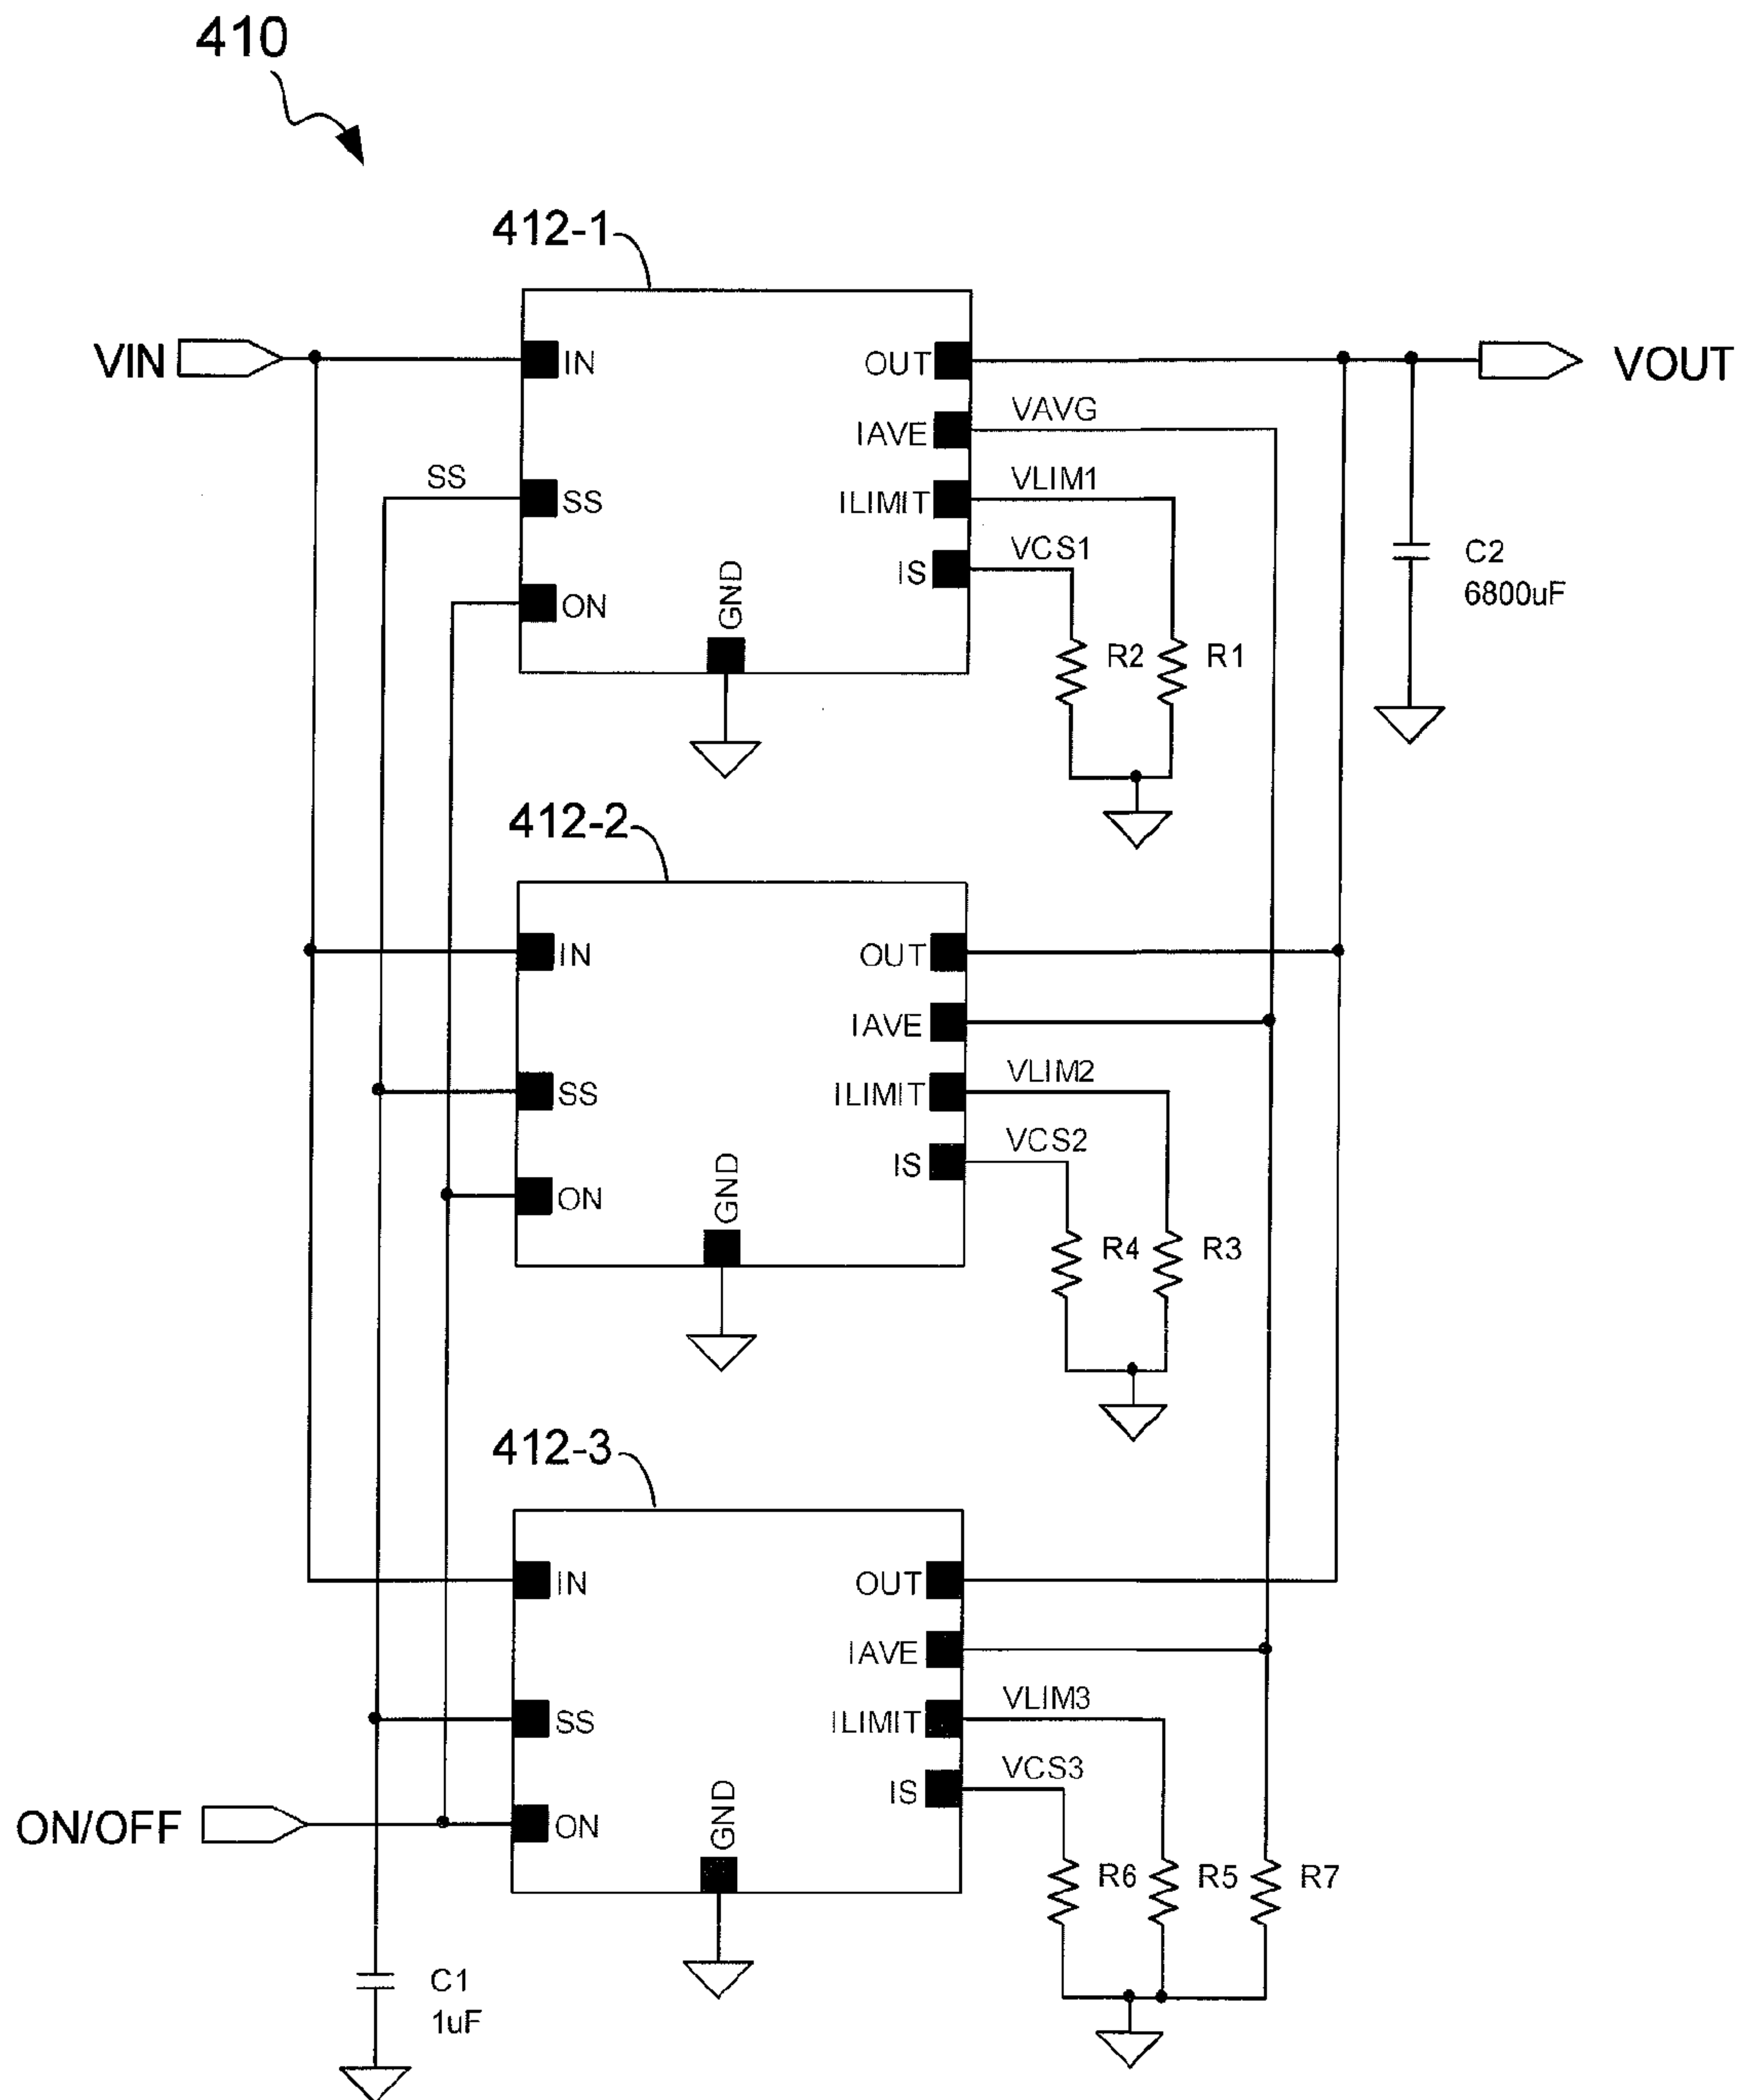 410
412-1
VIN
IN
OUT
VOUT
VAVG
IAVE
SS
SS
VLIM1
ILIMIT
VCS1
IS
C2
6800uF
ON
GND
R2
R1
412-2
IN
OUT
IAVE
VLIM2
SS
ILIMIT
VCS2
IS
ON
GND
R4
R3
412-3
IN
OUT
IAVE
VLIM3
SS
ILIMIT
VCS3
IS
ON/OFF
ON
GND
R6
R5
R7
C1
1uF